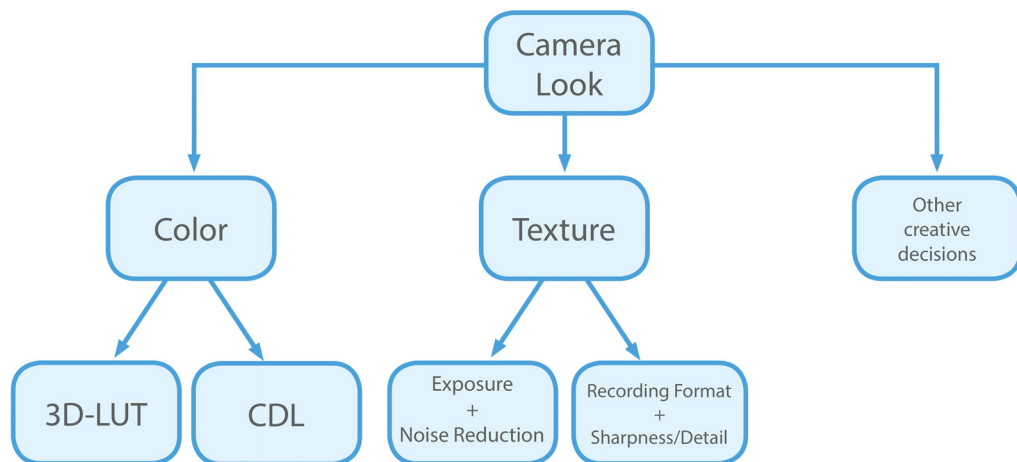 Camera
Look
Color
Texture
Other
creative
decisions
3D-LUT
CDL
Exposure
+
Noise Reduction
Recording Format
+
Sharpness/Detail